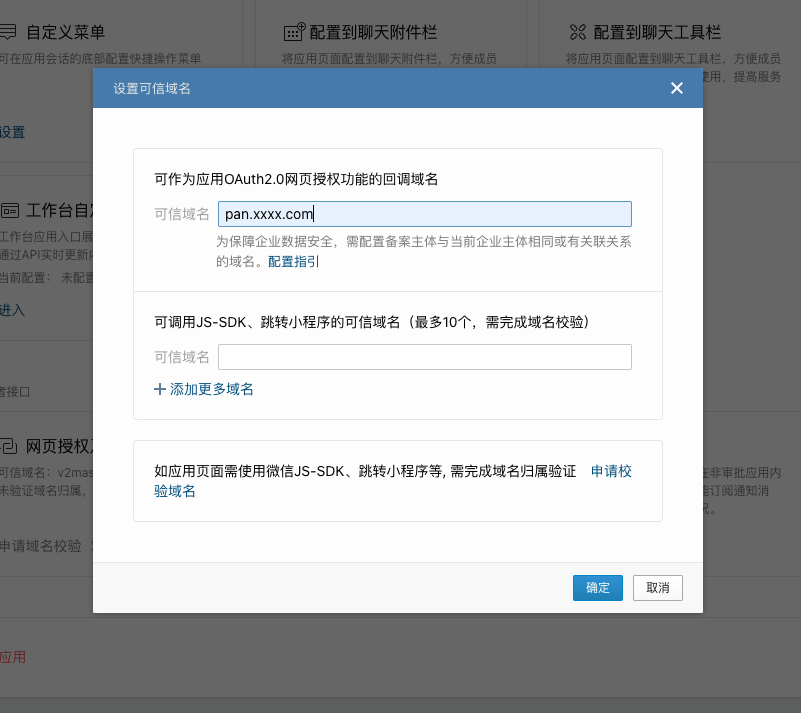 自定义菜单
配置到聊天附件栏
配置到聊天工具栏
可在应用会话的底部配置快捷操作菜单
将应用页面配置到聊天附件栏，方便成员
将应用页面配置到聊天工具栏，方便成员
使用，提高服务
设置可信域名
设置
可作为应用OAuth2.0网页授权功能的回调域名
可信域名
pan.xxxx.com
为保障企业数据安全，需配置备案主体与当前企业主体相同或有关联关系
的域名。配置指引
工作台自定
工作台应用入口展
通过API实时更新内
当前配置： 未配置
进入
可调用JS-SDK、跳转小程序的可信域名（最多10个，需完成域名校验）
可信域名
添加更多域名
者接口
网页授权及
可信域名：v2mas
未验证域名归属，
如应用页面需使用微信JS-SDK、跳转小程序等, 需完成域名归属验证 申请校
验域名
在非审批应用内
能订阅通知消
况。
申请域名校验
确定
取消
应用